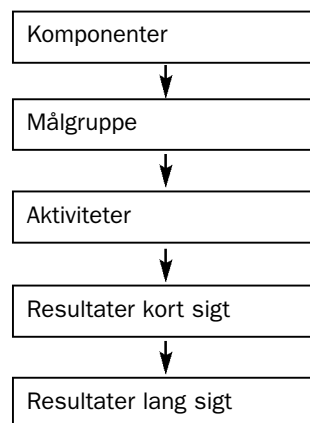 Komponenter
Målgruppe
Aktiviteter
Resultater kort sigt
Resultater lang sigt